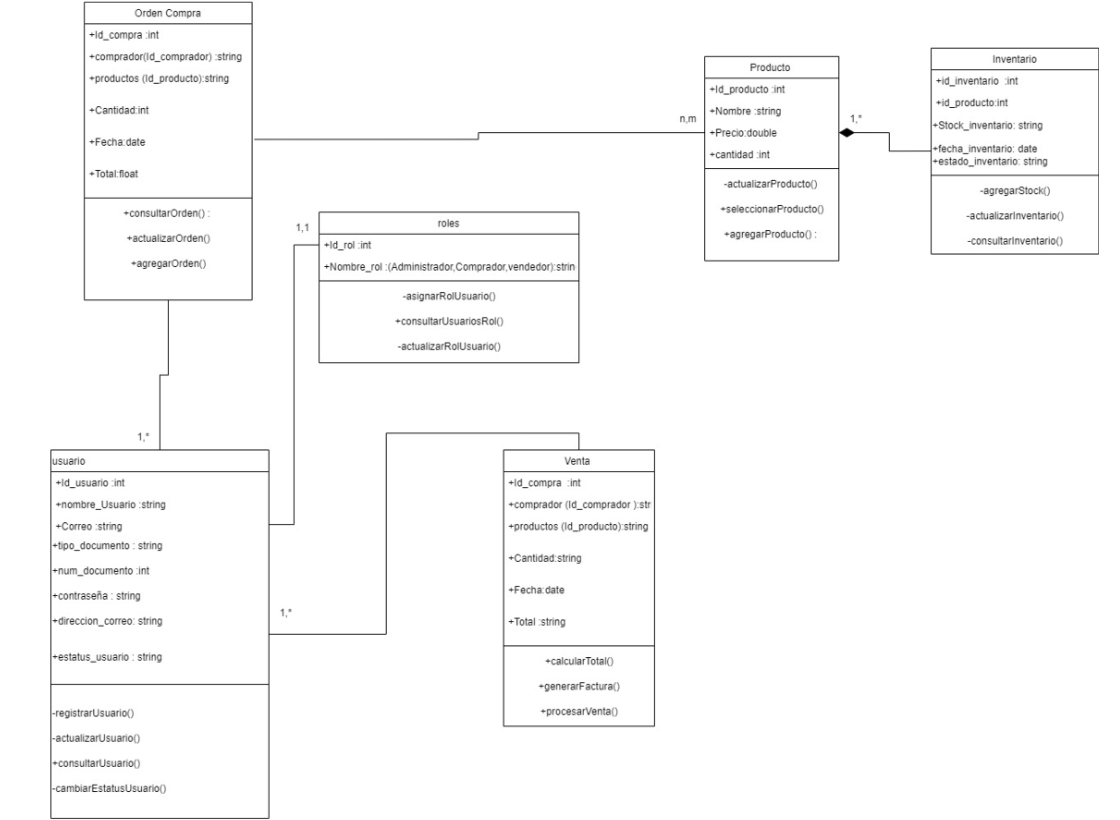 Orden Compra
+Id_compra :int
+comprador(Id_comprador) :string
+productos (Id_producto):string
+Cantidad:int
+Fecha:date
+Total:float
+consultarOrden() :
+actualizarOrden()
+agregarOrden()
n,m
Producto
+Id_producto :int
+Nombre :string
+Precio:double
+cantidad :int
-actualizarProducto()
+seleccionarProducto()
+agregarProducto() :
1,*
Inventario
+id_inventario :int
+id_producto:int
+Stock_inventario: string
+fecha_inventario: date
+estado_inventario: string
-agregarStock()
-actualizarInventario()
-consultarInventario()
1,1
roles
+Id_rol :int
+Nombre_rol :(Administrador,Comprador,vendedor):strin
-asignarRolUsuario()
+consultarUsuariosRol()
-actualizarRolUsuario()
1,*
usuario
+Id_usuario :int
+nombre_Usuario :string
+Correo :string
+tipo_documento : string
+num_documento :int
+contraseña : string
+direccion_correo: string
+estatus_usuario : string
-registrarUsuario()
-actualizarUsuario()
+consultarUsuario()
-cambiarEstatusUsuario()
1,*
Venta
+Id_compra :int
+comprador (Id_comprador ):str
+productos (Id_producto):string
+Cantidad:string
+Fecha:date
+Total :string
+calcularTotal()
+generarFactura()
+procesarVenta()